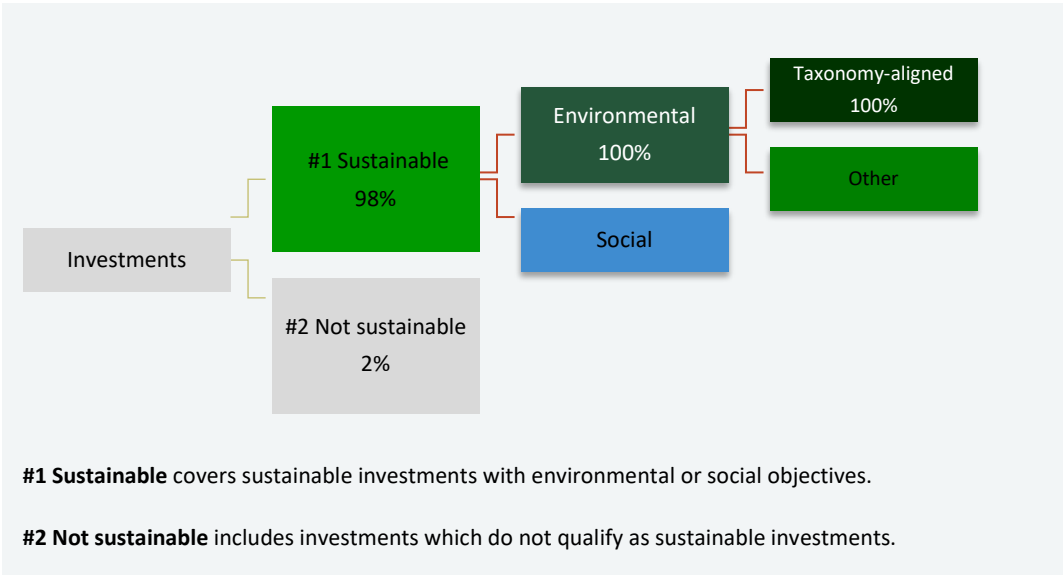 Investments
#1 Sustainable
98%
#2 Not sustainable
2%
Environmental
100%
Social
Taxonomy-aligned
100%
Other
#1 Sustainable covers sustainable investments with environmental or social objectives.
#2 Not sustainable includes investments which do not qualify as sustainable investments.